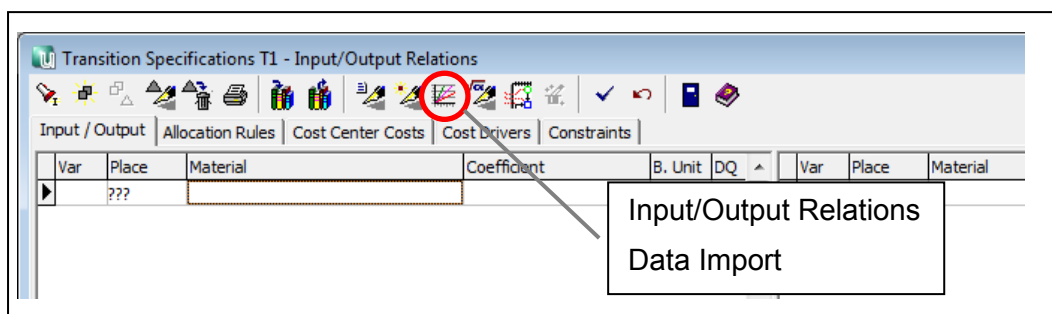 Transition Specifications T1 - Input/Output Relations
Input / Output Allocation Rules Cost Center Costs Cost Drivers Constraints
Var Place Material Coefficient B. Unit DQ Var Place Material
???
Input/Output Relations
Data Import